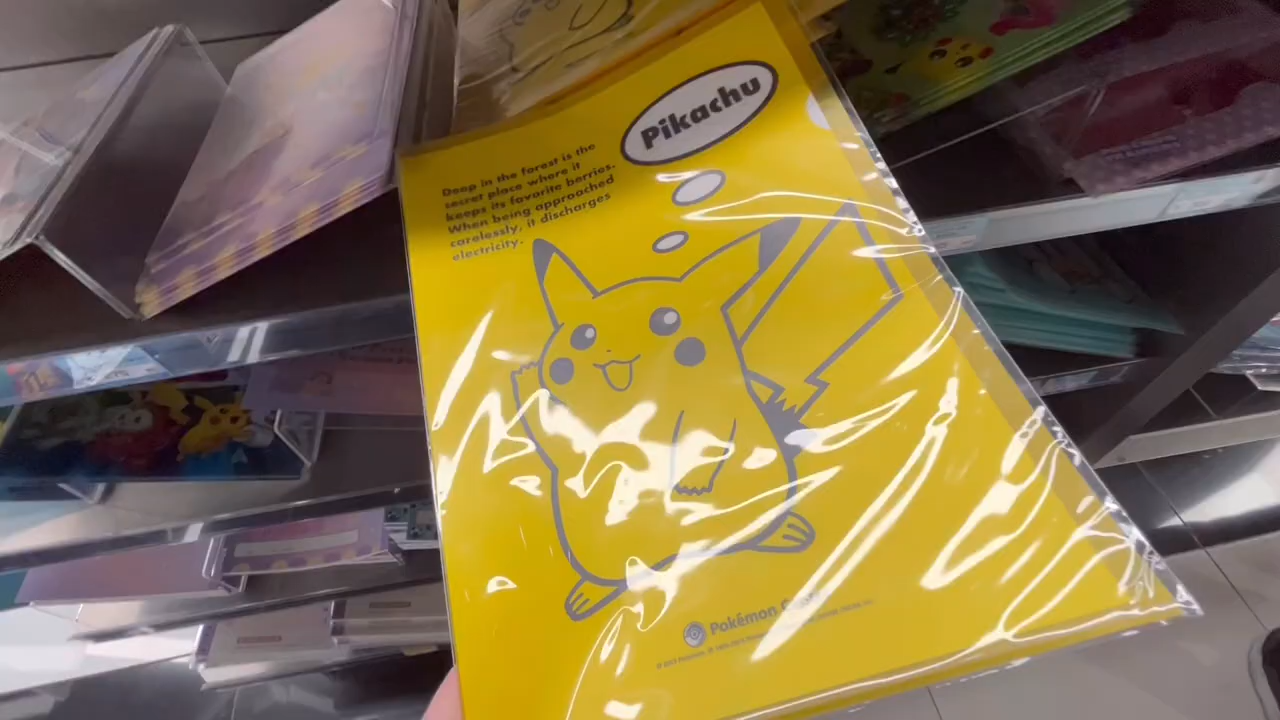 Pikachu
Deep in the forest is the
secret place where it
keeps its favorite berries.
When being approached
carelessly, it discharges
electricity.
Pokémon